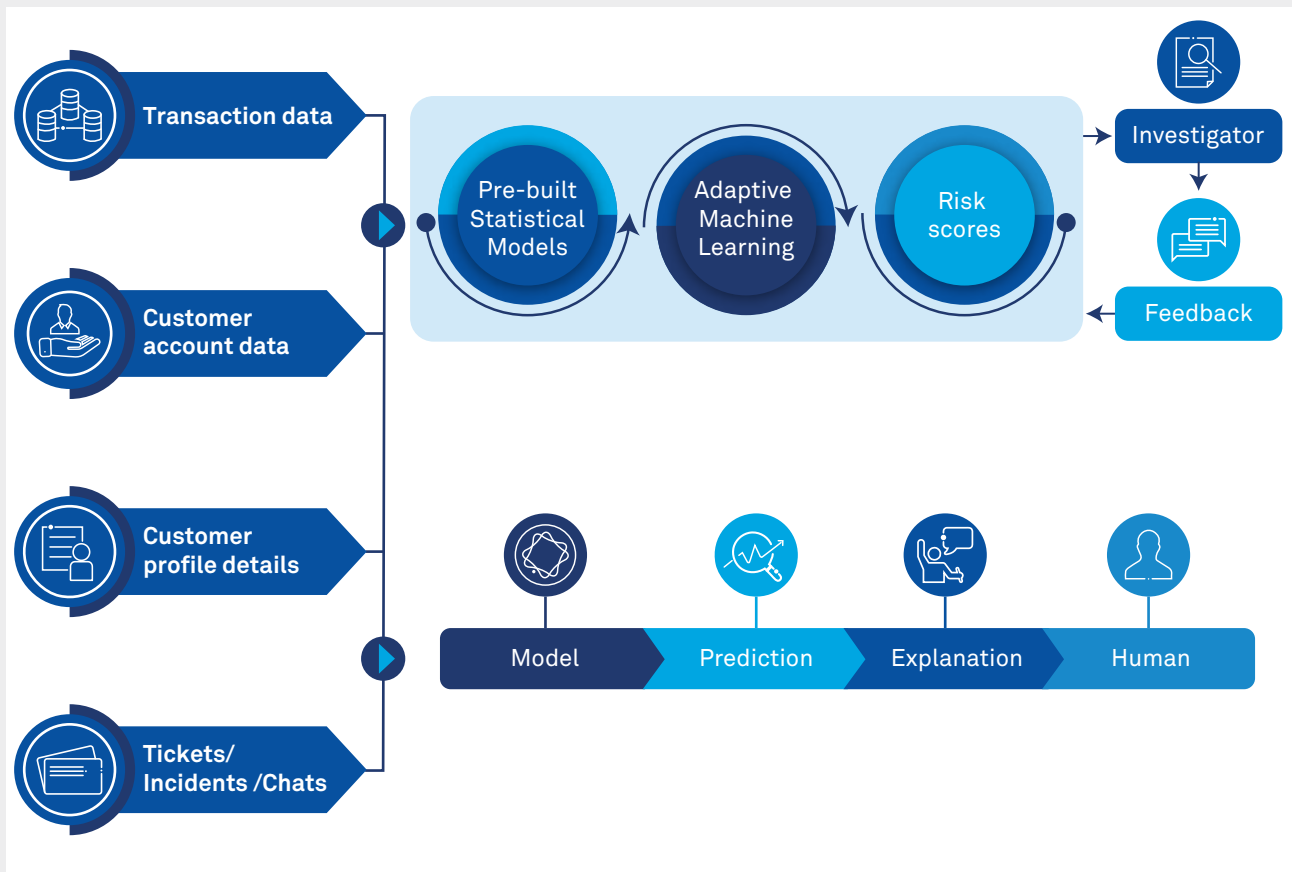 Transaction data
Customer
account data
Customer
profile details
Tickets/
Incidents /Chats
Pre-built
Statistical
Models
Adaptive
Machine
Learning
Risk
scores
Investigator
Feedback
Model
Prediction
Explanation
Human